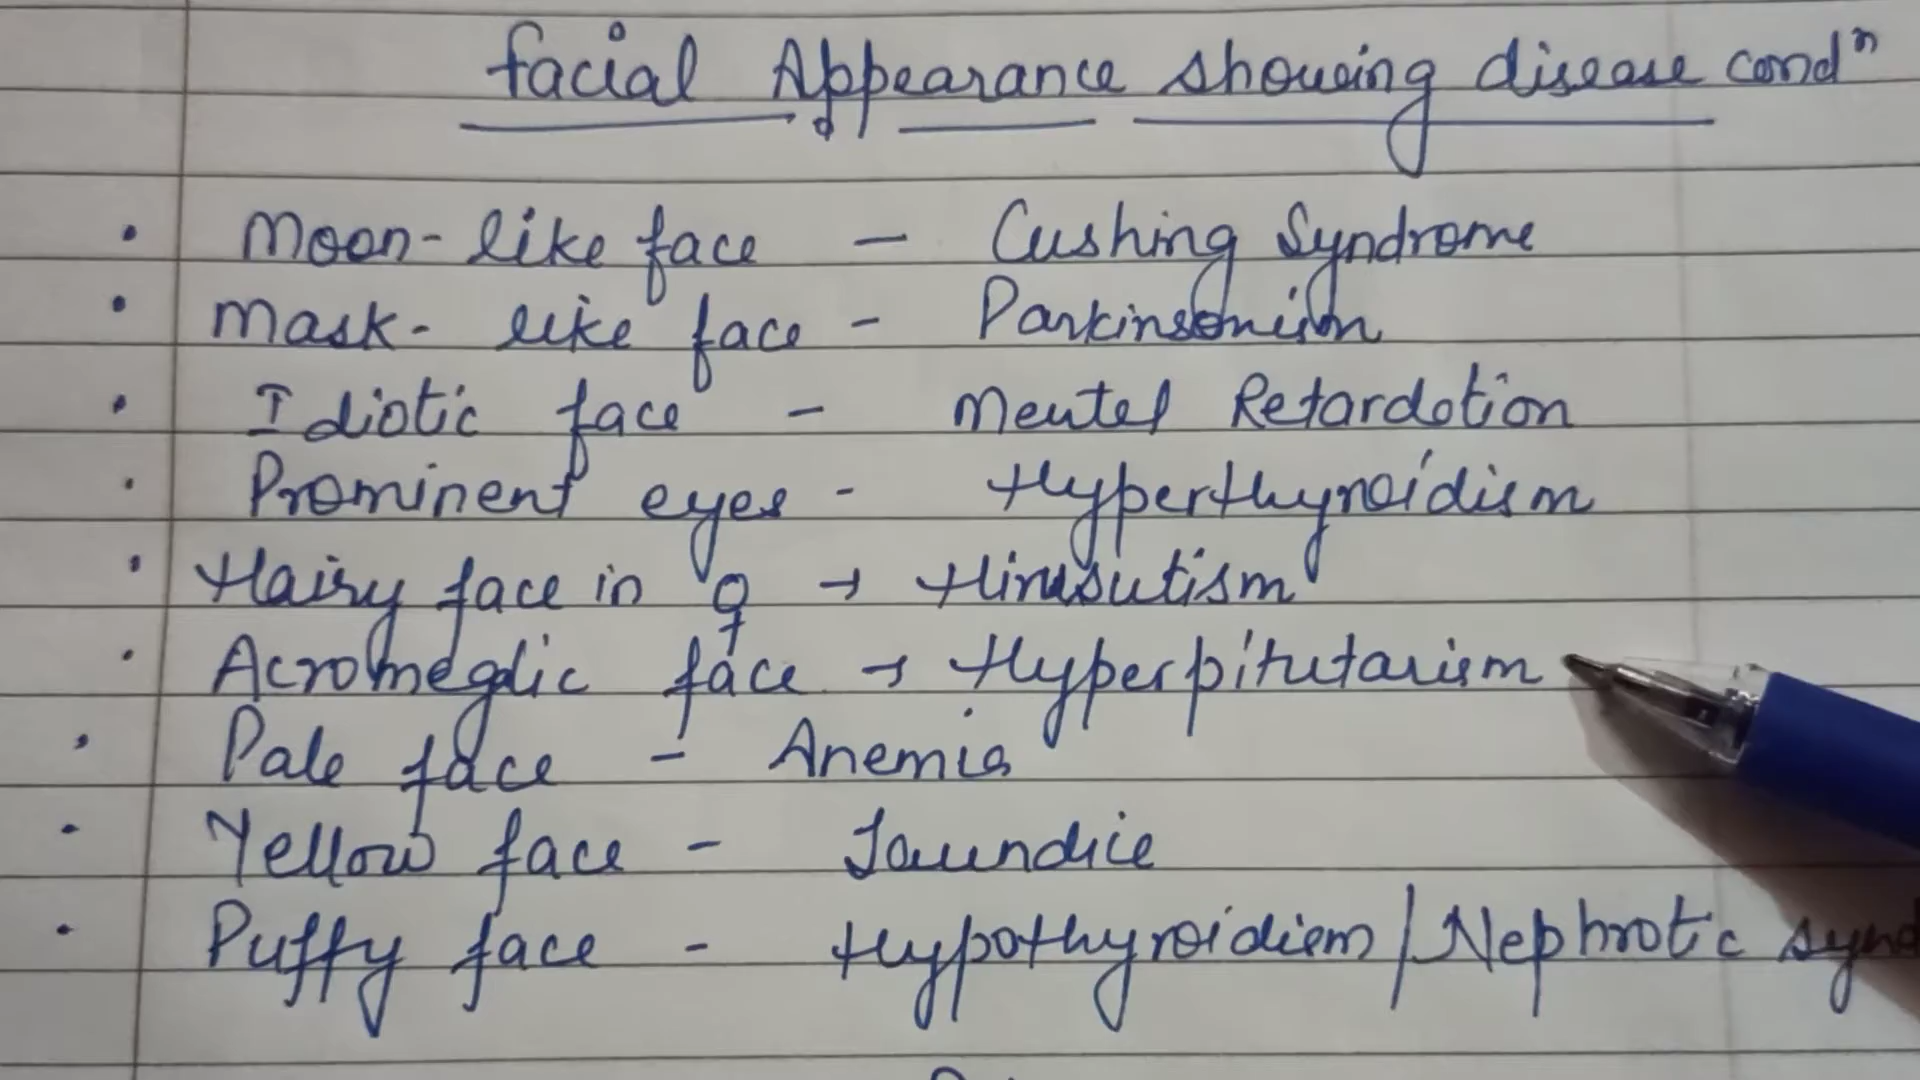 facial Appearance showing disease condⁿ
• Moon-like face - Cushing Syndrome
• Mask-like face - Parkinsonism
• Idiotic face - Mental Retardation
• Prominent eyes - Hyperthyroidism
• Hairy face in ♀ → Hirusutism
• Acromeglic face → Hyperpitutarism
• Pale face - Anemia
• Yellow face - Jaundice
• Puffy face - Hypothyroidism/Nephrotic synd